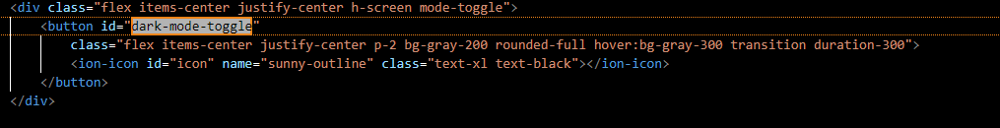 <div class="flex items-center justify-center h-screen mode-toggle">
<button id="dark-mode-toggle"
class="flex items-center justify-center p-2 bg-gray-200 rounded-full hover:bg-gray-300 transition duration-300">
<ion-icon id="icon" name="sunny-outline" class="text-xl text-black"></ion-icon>
</button>
</div>